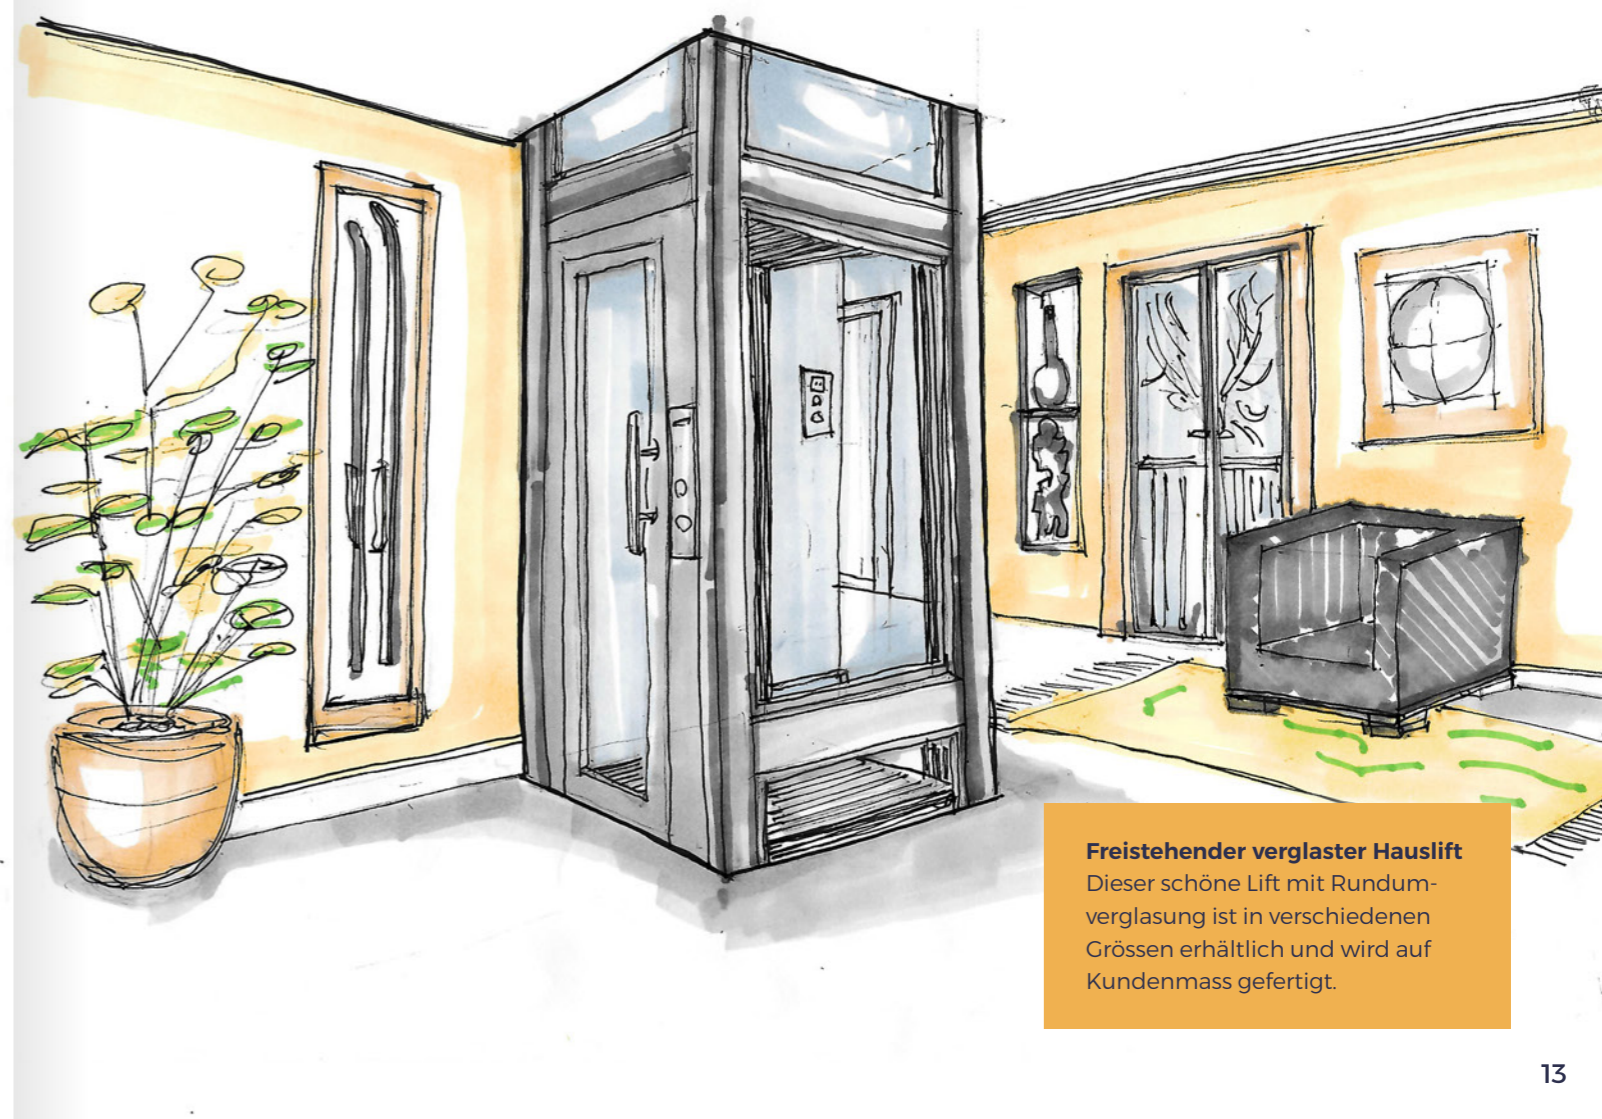 Freistehender verglaster Hauslift
Dieser schöne Lift mit Rundum-
verglasung ist in verschiedenen
Grössen erhältlich und wird auf
Kundenmass gefertigt.
13